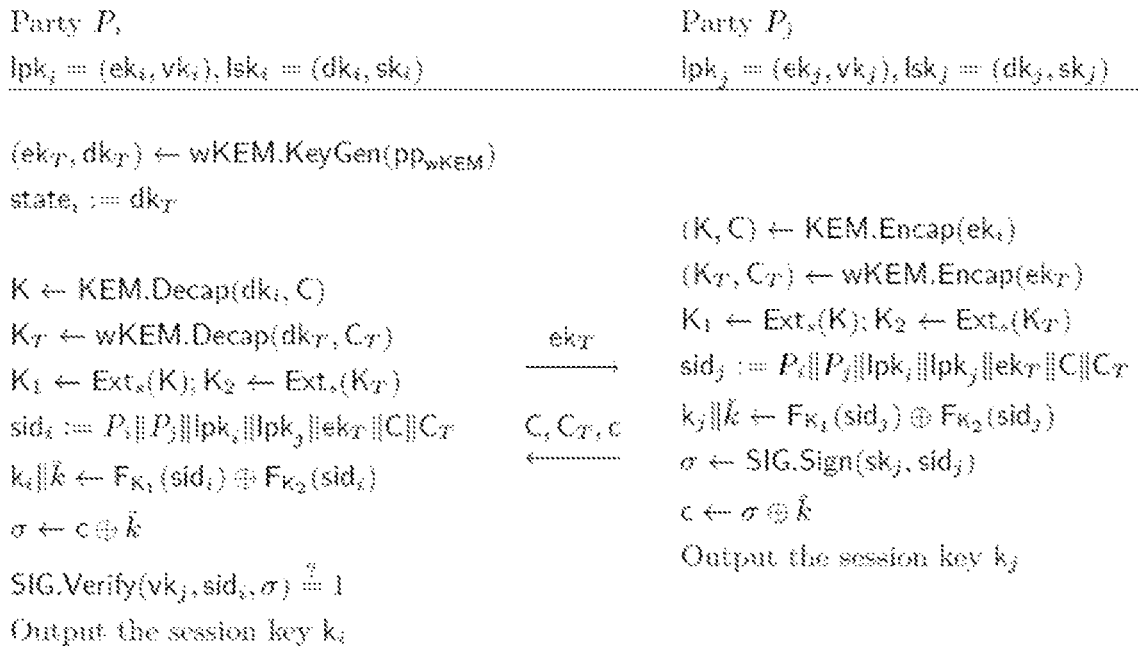 Party P_i
lpk_i = (ek_i, vk_i), lsk_i = (dk_i, sk_i)
(ek_T, dk_T) ← wKEM.KeyGen(pp_wKEM)
state_i := dk_T
K ← KEM.Decap(dk_i, C)
K_T ← wKEM.Decap(dk_T, C_T)
K_1 ← Ext_s(K); K_2 ← Ext_s(K_T)
sid_i := P_i‖P_j‖lpk_i‖lpk_j‖ek_T‖C‖C_T
k_i‖k̃ ← F_K_1(sid_i) ⊕ F_K_2(sid_i)
σ ← c ⊕ k̃
SIG.Verify(vk_j, sid_i, σ) ≟ 1
Output the session key k_i
ek_T
C, C_T, c
Party P_j
lpk_j = (ek_j, vk_j), lsk_j = (dk_j, sk_j)
(K, C) ← KEM.Encap(ek_i)
(K_T, C_T) ← wKEM.Encap(ek_T)
K_1 ← Ext_s(K); K_2 ← Ext_s(K_T)
sid_j := P_i‖P_j‖lpk_i‖lpk_j‖ek_T‖C‖C_T
k_j‖k̃ ← F_K_1(sid_j) ⊕ F_K_2(sid_j)
σ ← SIG.Sign(sk_j, sid_j)
c ← σ ⊕ k̃
Output the session key k_j